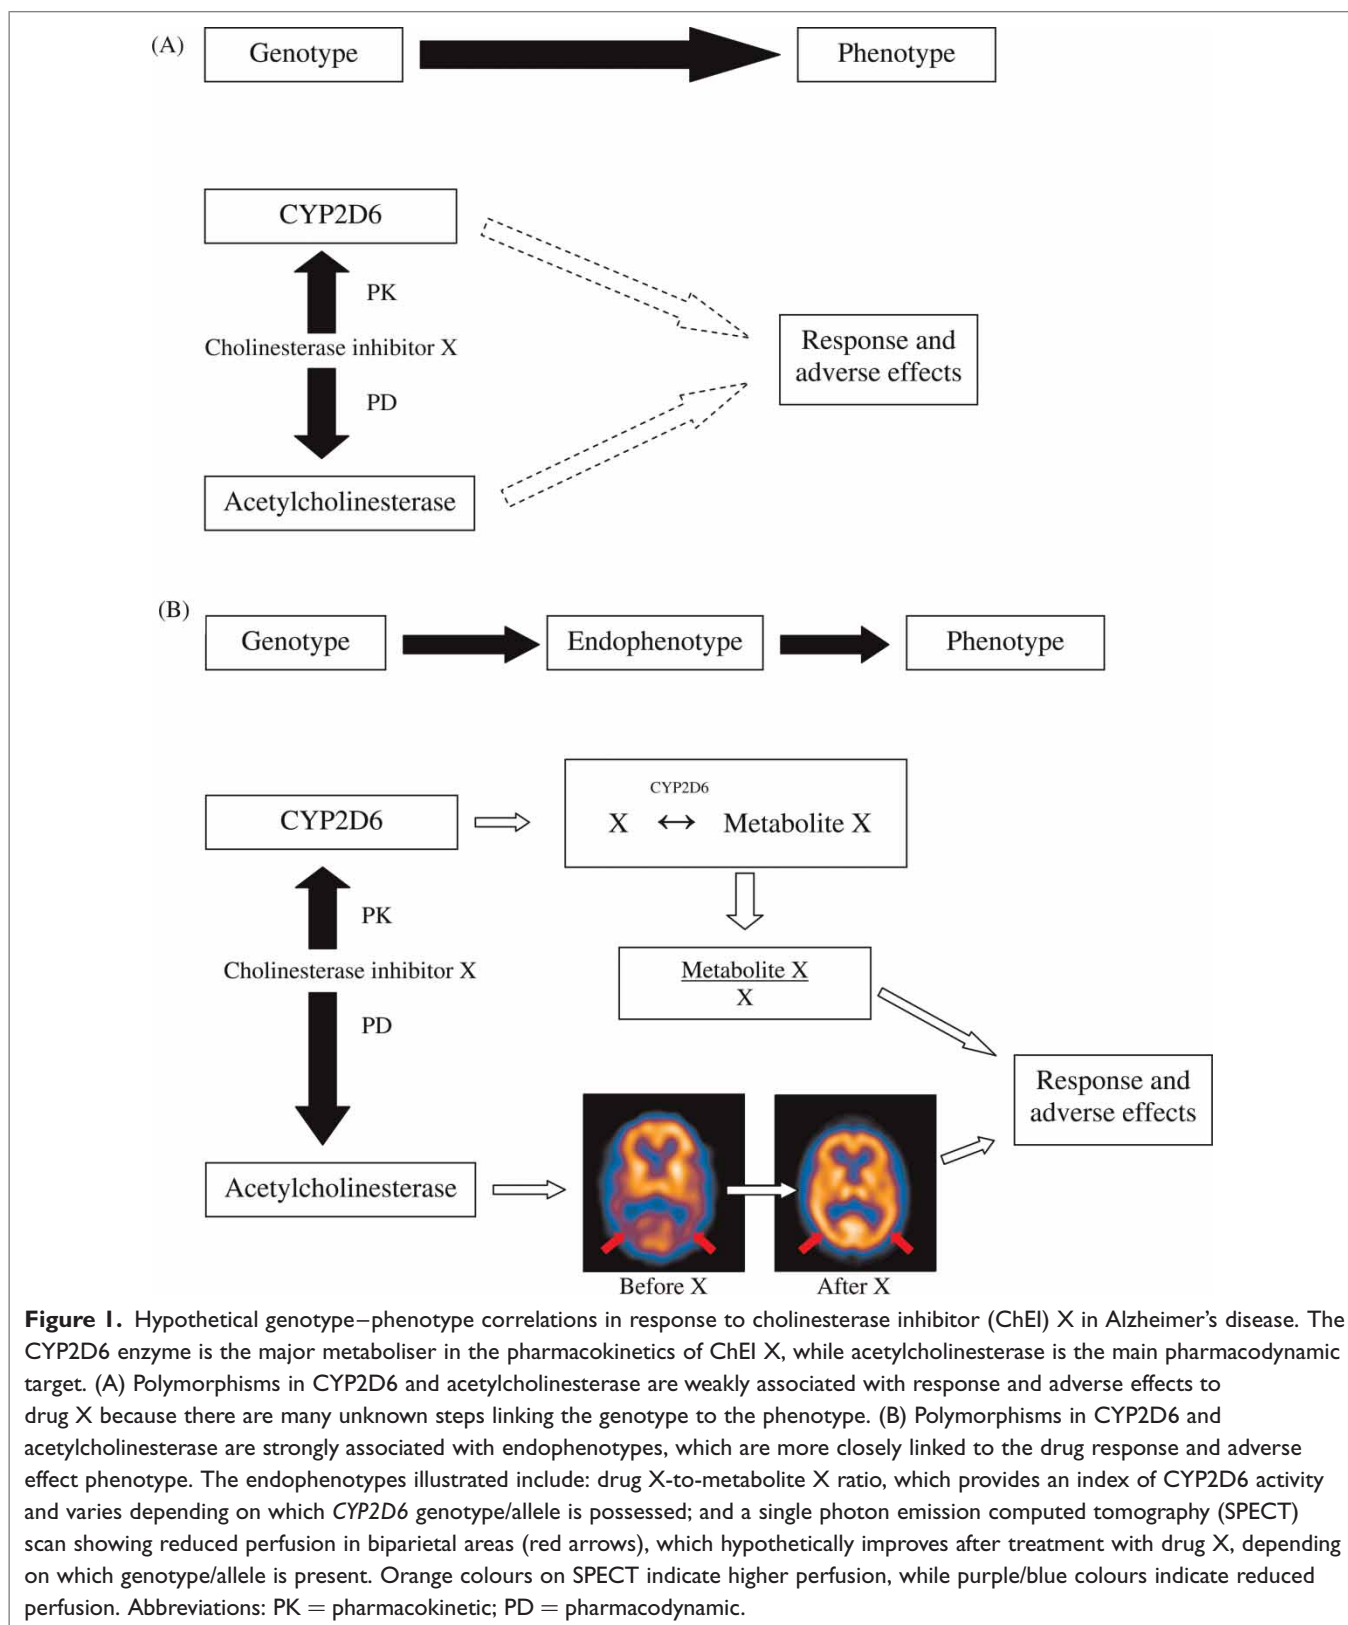 (A)
Genotype
Phenotype
CYP2D6
PK
Cholinesterase inhibitor X
PD
Response and
adverse effects
Acetylcholinesterase
(B)
Genotype
Endophenotype
Phenotype
CYP2D6
CYP2D6
X ↔ Metabolite X
PK
Cholinesterase inhibitor X
Metabolite X
X
PD
Response and
adverse effects
Acetylcholinesterase
Before X
After X
Figure 1. Hypothetical genotype–phenotype correlations in response to cholinesterase inhibitor (ChEI) X in Alzheimer's disease. The
CYP2D6 enzyme is the major metaboliser in the pharmacokinetics of ChEI X, while acetylcholinesterase is the main pharmacodynamic
target. (A) Polymorphisms in CYP2D6 and acetylcholinesterase are weakly associated with response and adverse effects to
drug X because there are many unknown steps linking the genotype to the phenotype. (B) Polymorphisms in CYP2D6 and
acetylcholinesterase are strongly associated with endophenotypes, which are more closely linked to the drug response and adverse
effect phenotype. The endophenotypes illustrated include: drug X-to-metabolite X ratio, which provides an index of CYP2D6 activity
and varies depending on which CYP2D6 genotype/allele is possessed; and a single photon emission computed tomography (SPECT)
scan showing reduced perfusion in biparietal areas (red arrows), which hypothetically improves after treatment with drug X, depending
on which genotype/allele is present. Orange colours on SPECT indicate higher perfusion, while purple/blue colours indicate reduced
perfusion. Abbreviations: PK = pharmacokinetic; PD = pharmacodynamic.